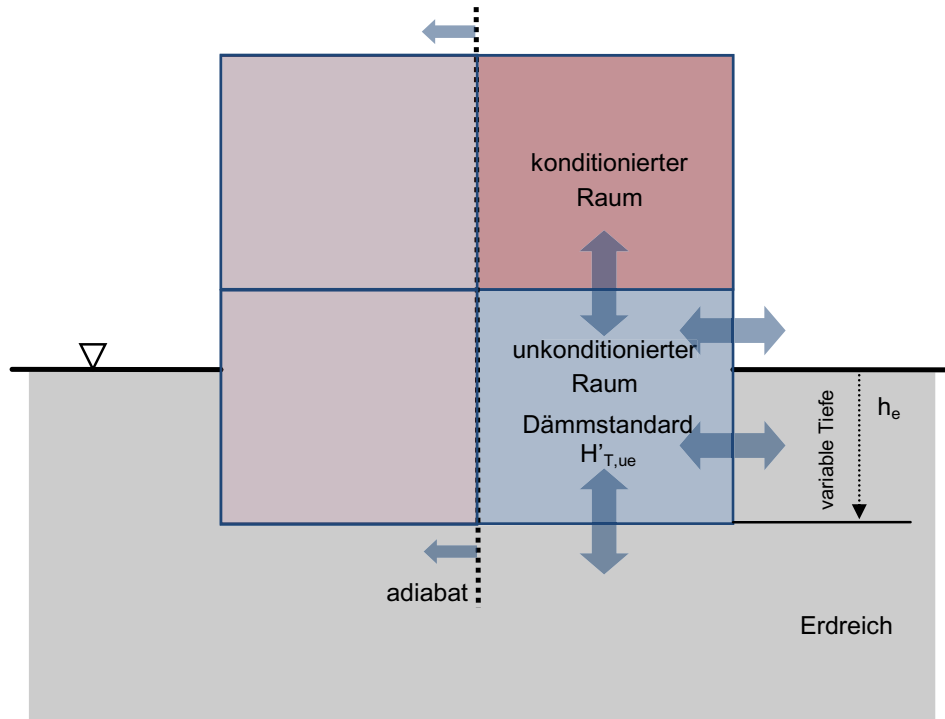 konditionierter
Raum
unkonditionierter
Raum
Dämmstandard
H'T,ue
variable Tiefe
he
adiabat
Erdreich